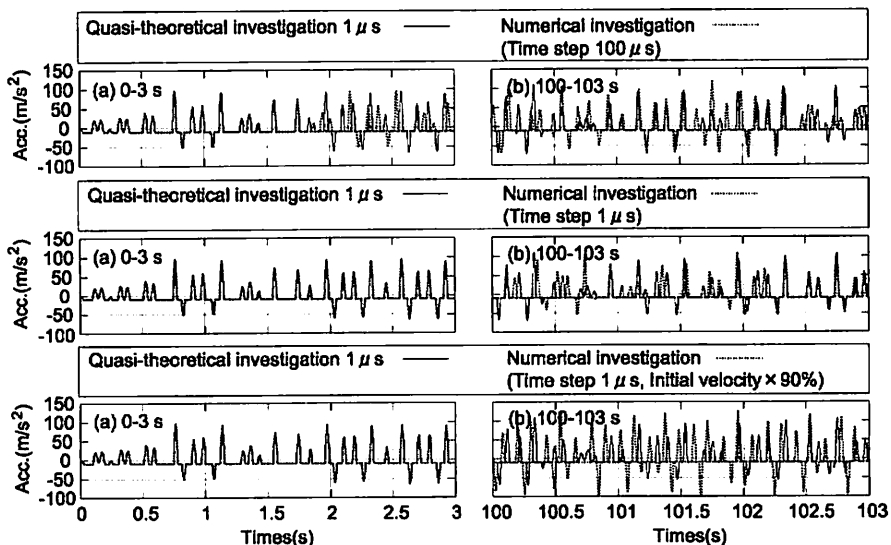 Quasi-theoretical investigation 1 μ s
Numerical investigation
(Time step 100 μ s)
Acc.(m/s²)
150
100
50
0
-50
-100
(a) 0-3 s
(b) 100-103 s
Quasi-theoretical investigation 1 μ s
Numerical investigation
(Time step 1 μ s)
Acc.(m/s²)
150
100
50
0
-50
-100
(a) 0-3 s
(b) 100-103 s
Quasi-theoretical investigation 1 μ s
Numerical investigation
(Time step 1 μ s, Initial velocity × 90%)
Acc.(m/s²)
150
100
50
0
-50
-100
(a) 0-3 s
(b) 100-103 s
0 0.5 1 1.5 2 2.5 3
100 100.5 101 101.5 102 102.5 103
Times(s)
Times(s)